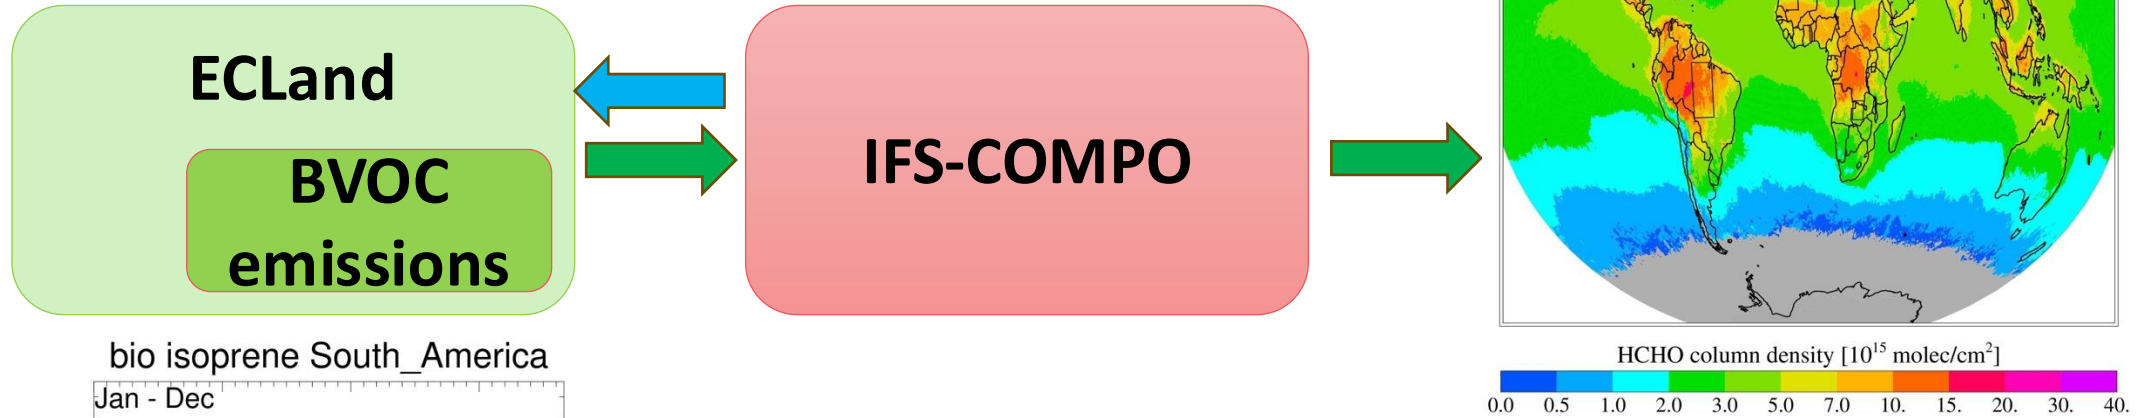 ECLand
BVOC
emissions
IFS-COMPO
bio isoprene South_America
Jan - Dec
HCHO column density [10¹⁵ molec/cm²]
0.0 0.5 1.0 2.0 3.0 5.0 7.0 10. 15. 20. 30. 40.